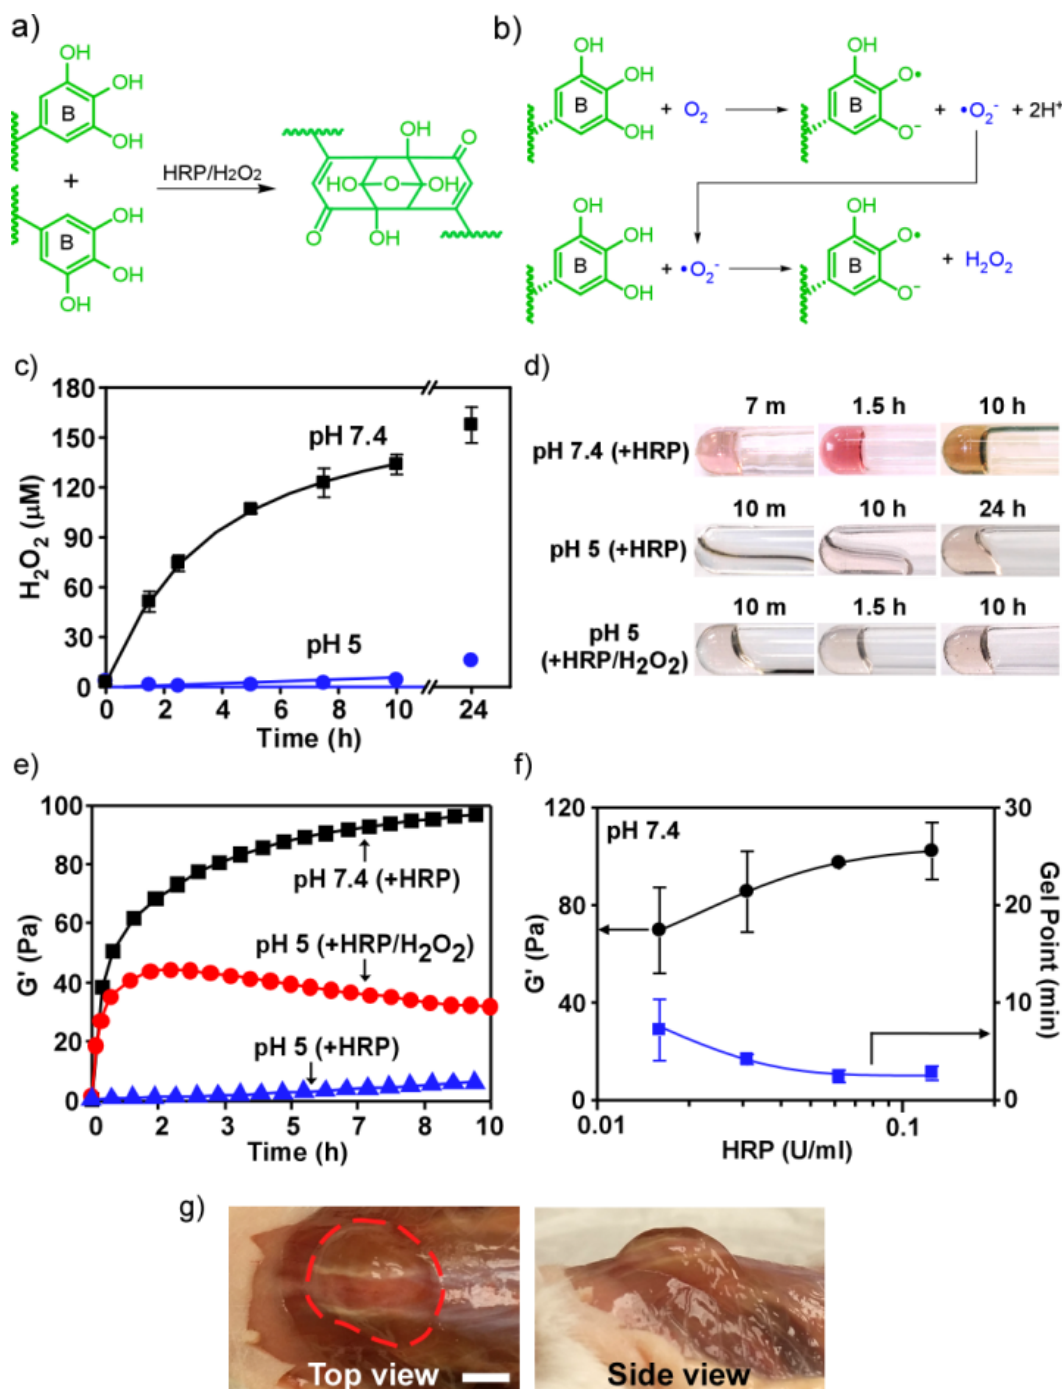 a)
OH
OH
B
OH
+
HRP/H2O2
OH
B
OH
OH
OH
O
HO
O
OH
O
OH
b)
OH
OH
B
OH
+ O2
OH
O•
B
O-
+ •O2- + 2H+
OH
OH
B
OH
+ •O2-
OH
O•
B
O-
+ H2O2
c)
180
150
120
90
60
30
0
H2O2 (μM)
pH 7.4
pH 5
0 2 4 6 8 10 24
Time (h)
d)
7 m 1.5 h 10 h
pH 7.4 (+HRP)
10 m 10 h 24 h
pH 5 (+HRP)
10 m 1.5 h 10 h
pH 5
(+HRP/H2O2)
e)
100
80
60
40
20
0
G' (Pa)
pH 7.4 (+HRP)
pH 5 (+HRP/H2O2)
pH 5 (+HRP)
0 2 3 5 7 8 10
Time (h)
f)
120
80
40
0
G' (Pa)
pH 7.4
30
20
10
0
Gel Point (min)
0.01 0.1
HRP (U/ml)
g)
Top view
Side view